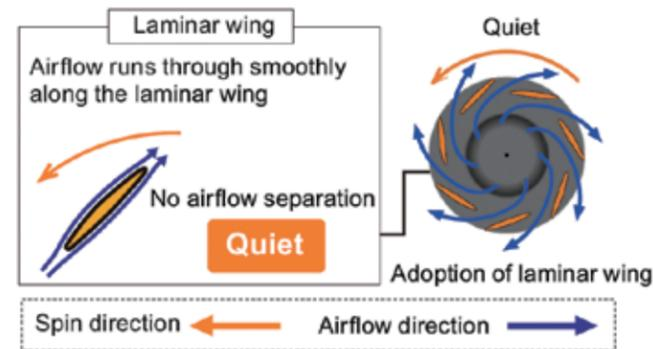 Laminar wing
Airflow runs through smoothly
along the laminar wing
No airflow separation
Quiet
Quiet
Adoption of laminar wing
Spin direction
Airflow direction